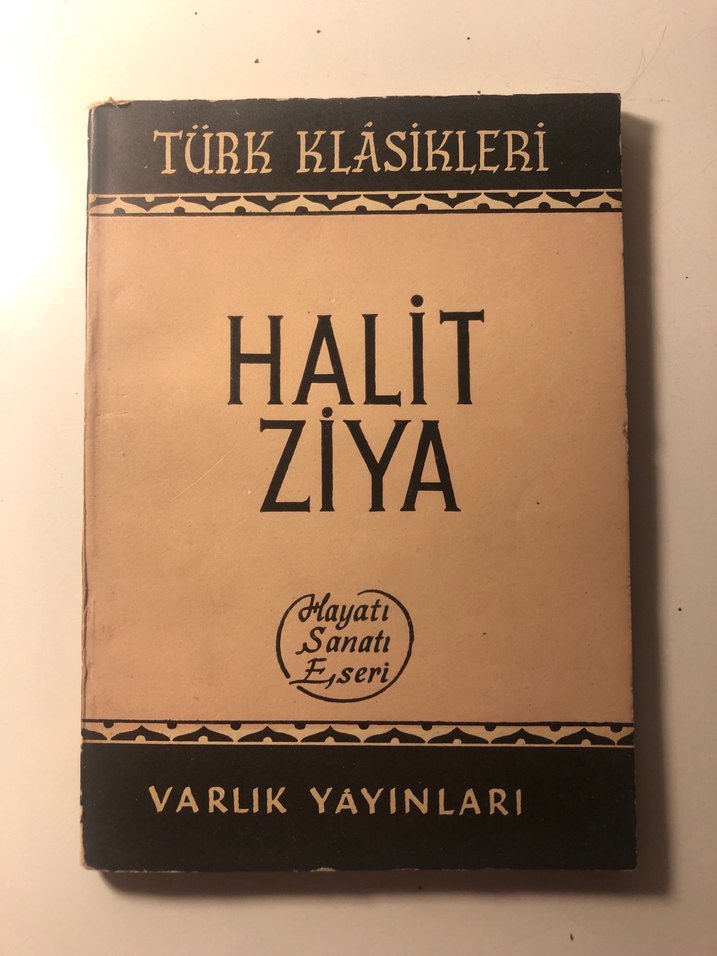 TÜRK KLÂSİKLERİ
HALİT
ZİYA
Hayatı
Sanatı
Eseri
VARLIK YAYINLARI